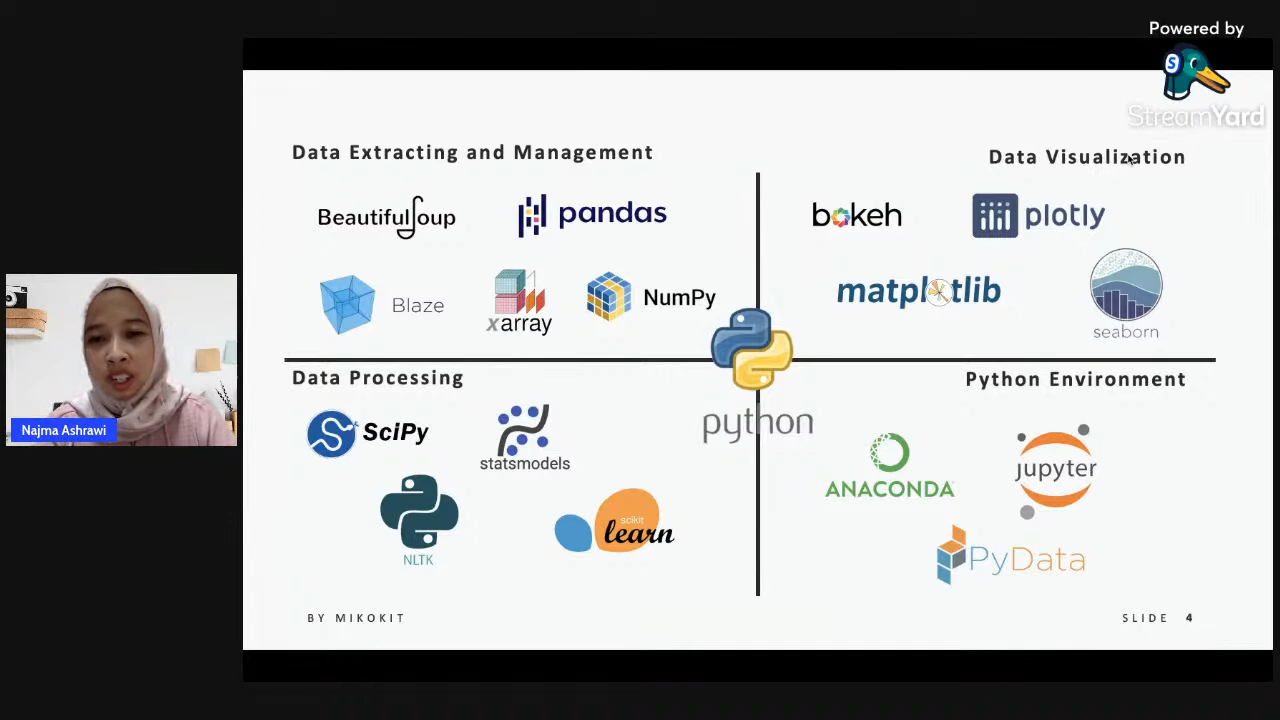 Powered by
StreamYard
Data Extracting and Management
BeautifulSoup
pandas
Blaze
xarray
NumPy
Data Visualization
bokeh
plotly
matplotlib
seaborn
python
Data Processing
SciPy
statsmodels
NLTK
scikit
learn
Python Environment
ANACONDA
jupyter
PyData
BY MIKOKIT
SLIDE 4
Najma Ashrawi